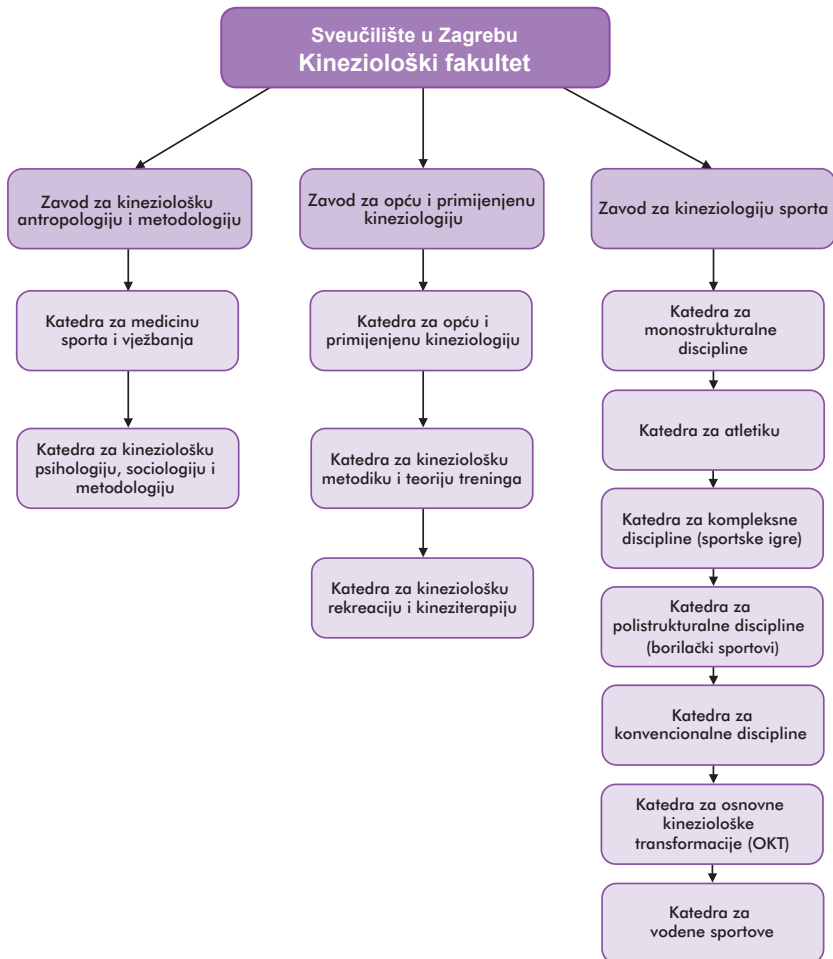 Sveučilište u Zagrebu
Kineziološki fakultet
Zavod za kineziološku
antropologiju i metodologiju
Katedra za medicinu
sporta i vježbanja
Katedra za kineziološku
psihologiju, sociologiju i
metodologiju
Zavod za opću i primijenjenu
kineziologiju
Katedra za opću i
primijenjenu kineziologiju
Katedra za kineziološku
metodiku i teoriju treninga
Katedra za kineziološku
rekreaciju i kineziterapiju
Zavod za kineziologiju sporta
Katedra za
monostrukturalne
discipline
Katedra za atletiku
Katedra za kompleksne
discipline (sportske igre)
Katedra za
polistrukturalne discipline
(borilački sportovi)
Katedra za
konvencionalne discipline
Katedra za osnovne
kineziološke
transformacije (OKT)
Katedra za
vodene sportove